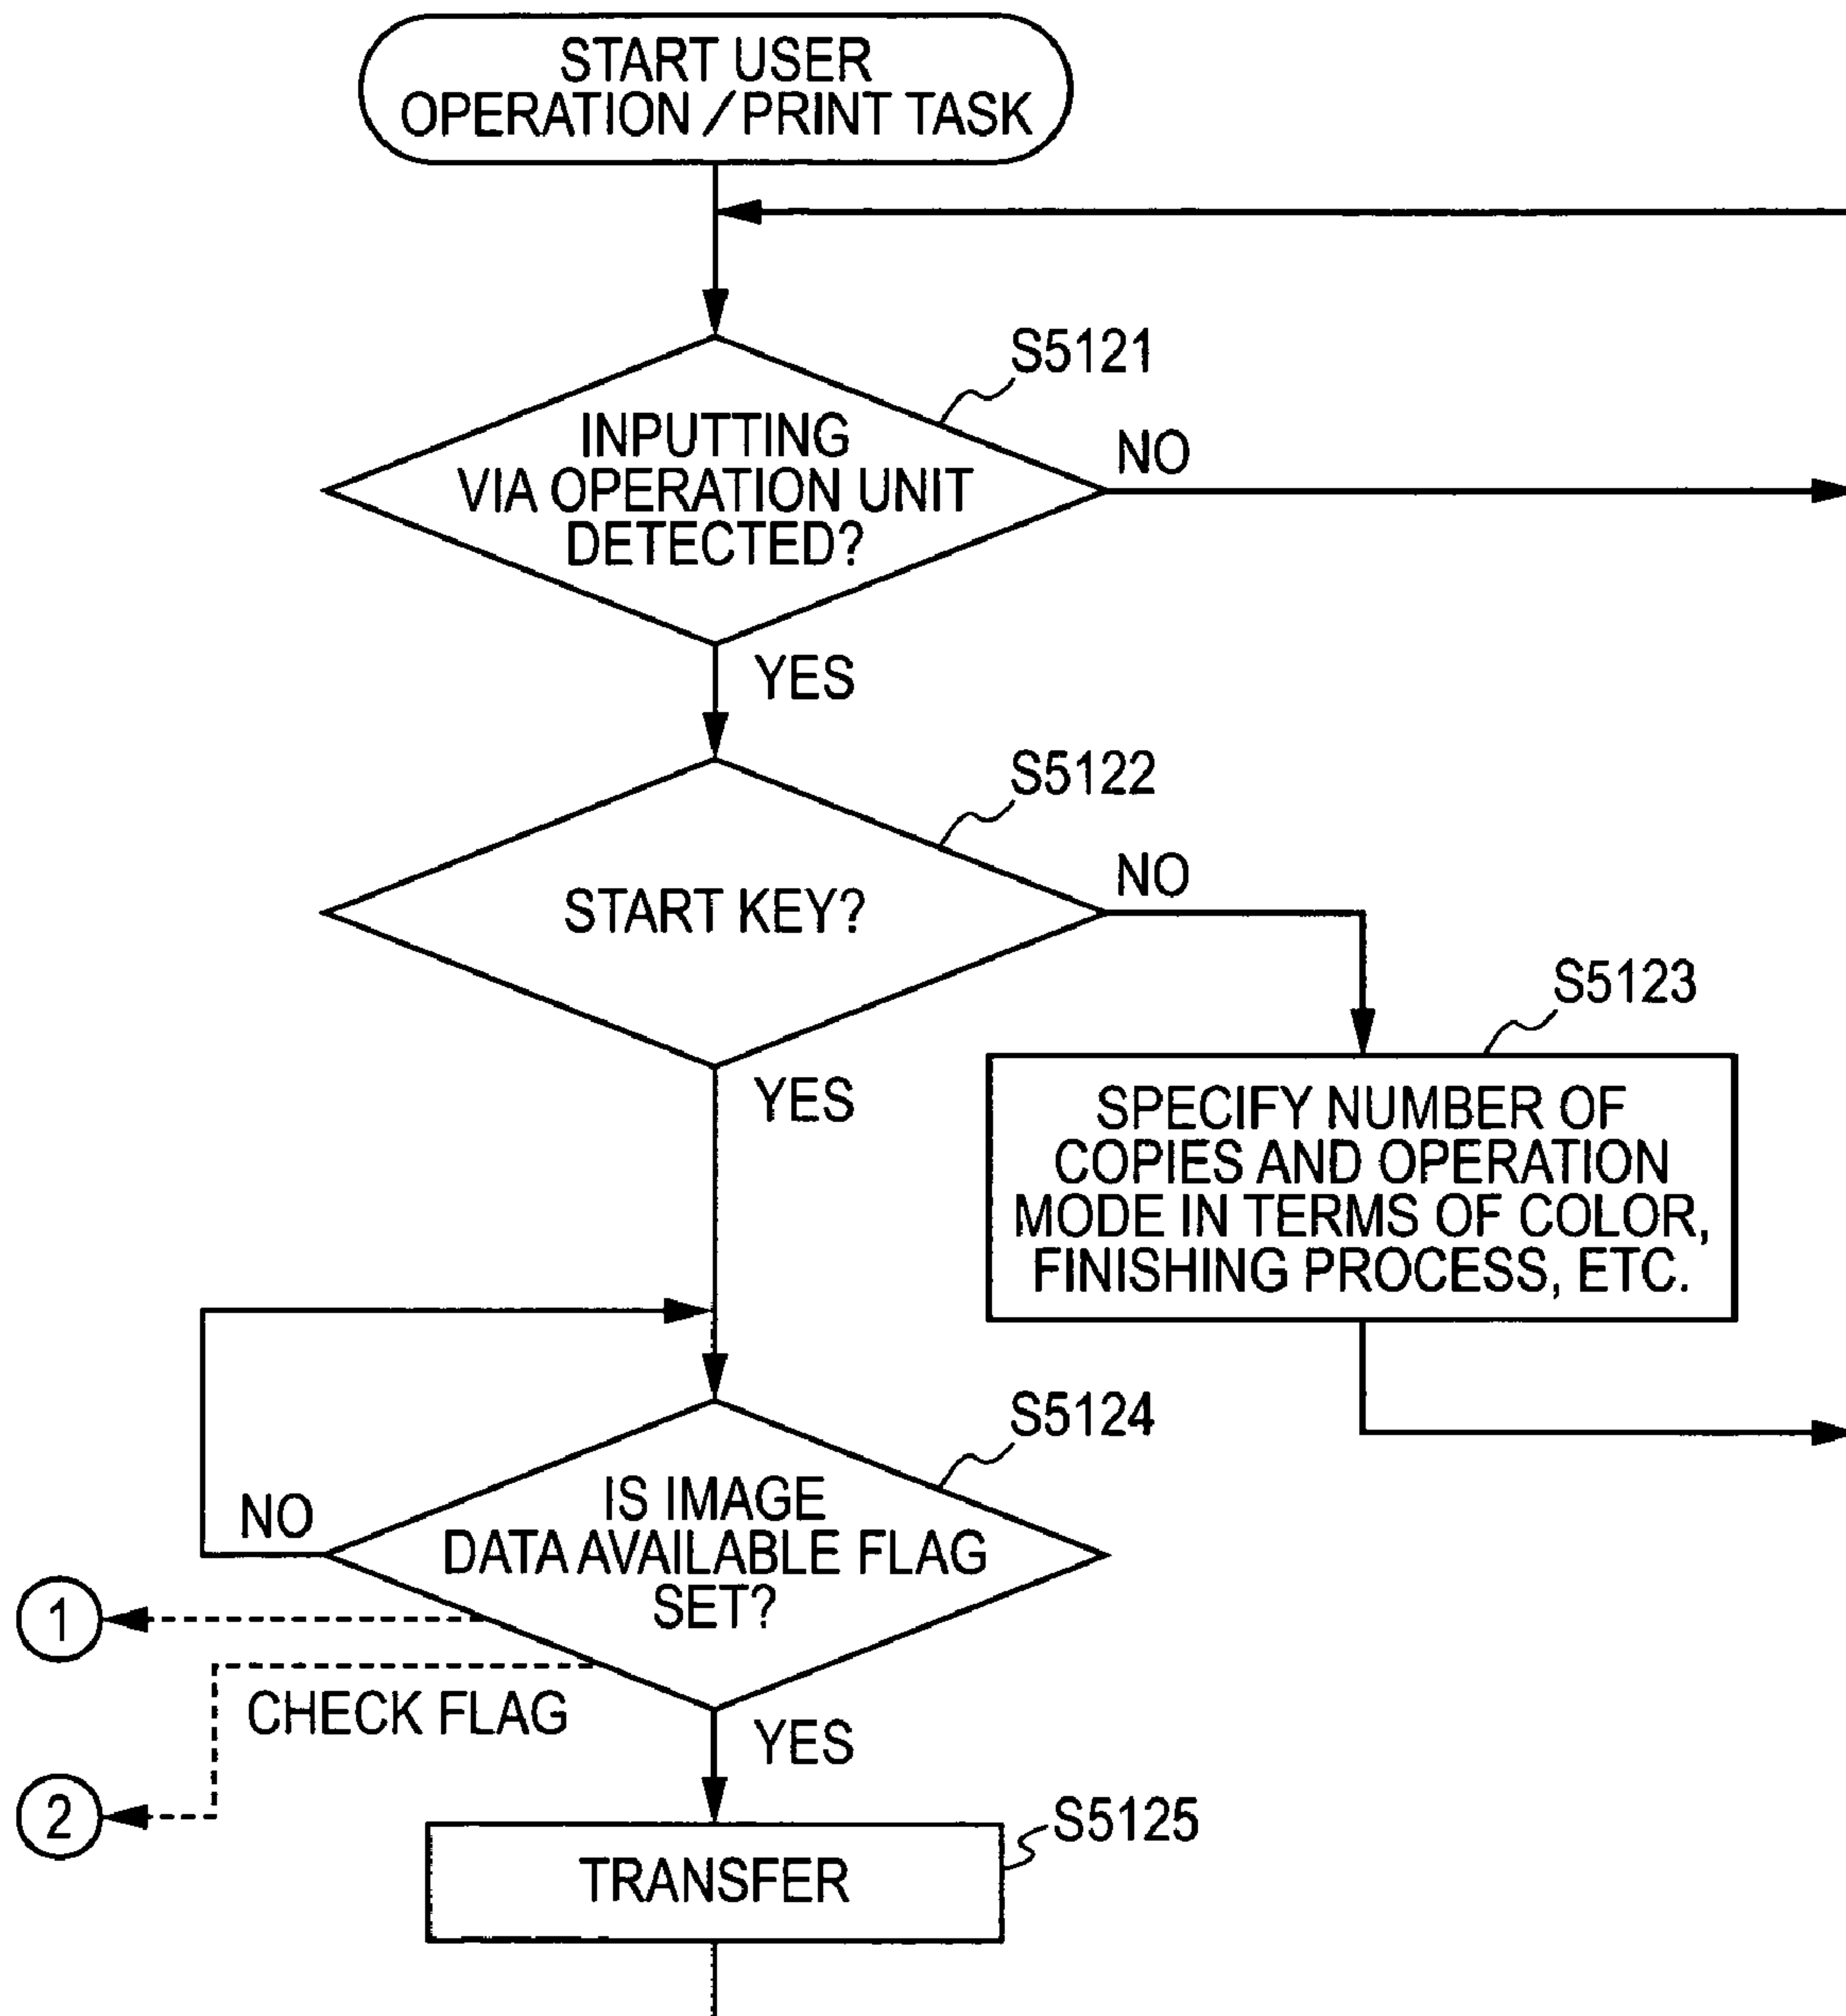 START USER
OPERATION / PRINT TASK
S5121
INPUTTING
VIA OPERATION UNIT
DETECTED?
NO
YES
S5122
START KEY?
NO
YES
S5123
SPECIFY NUMBER OF
COPIES AND OPERATION
MODE IN TERMS OF COLOR,
FINISHING PROCESS, ETC.
S5124
IS IMAGE
DATA AVAILABLE FLAG
SET?
NO
1
CHECK FLAG
YES
2
S5125
TRANSFER